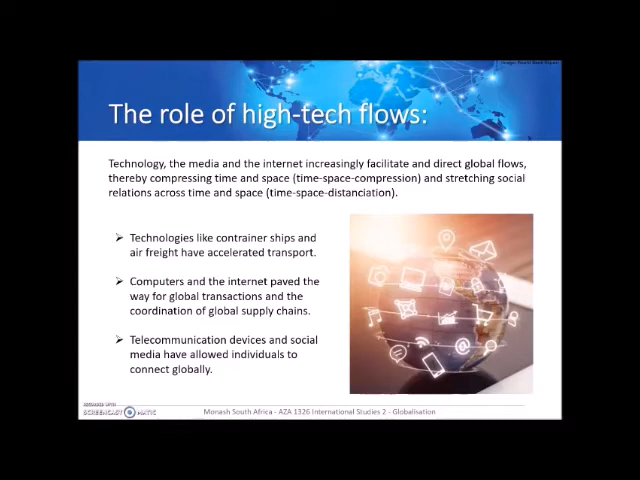 The role of high-tech flows:
Technology, the media and the internet increasingly facilitate and direct global flows,
thereby compressing time and space (time-space-compression) and stretching social
relations across time and space (time-space-distanciation).
➢ Technologies like contrainer ships and
air freight have accelerated transport.
➢ Computers and the internet paved the
way for global transactions and the
coordination of global supply chains.
➢ Telecommunication devices and social
media have allowed individuals to
connect globally.
RECORDED WITH
SCREENCAST MATIC
Monash South Africa - AZA 1326 International Studies 2 - Globalisation